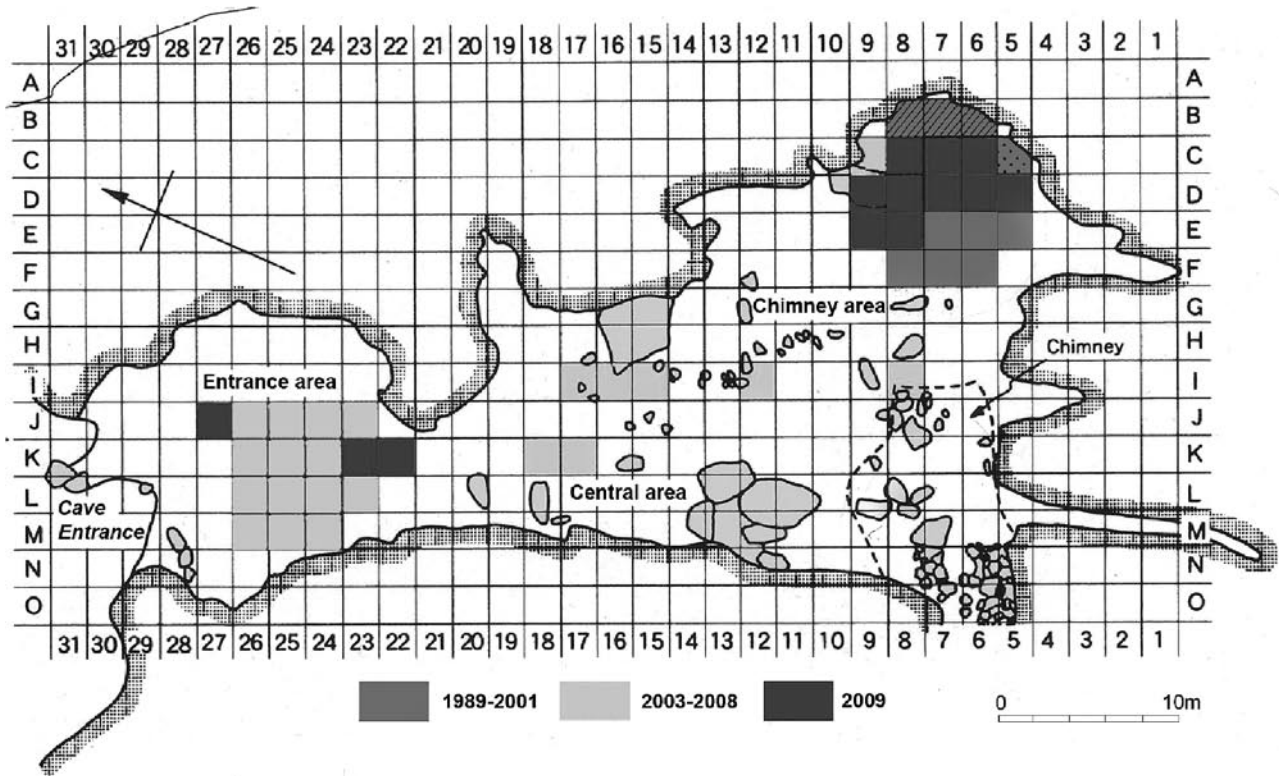 31 30 29 28 27 26 25 24 23 22 21 20 19 18 17 16 15 14 13 12 11 10 9 8 7 6 5 4 3 2 1
A A
B B
C C
D D
E E
F F
G Chimney area G
H Chimney H
I Entrance area I
J J
K K
L Central area L
Cave
Entrance
M M
N N
O O
31 30 29 28 27 26 25 24 23 22 21 20 19 18 17 16 15 14 13 12 11 10 9 8 7 6 5 4 3 2 1
1989-2001 2003-2008 2009 0 10m